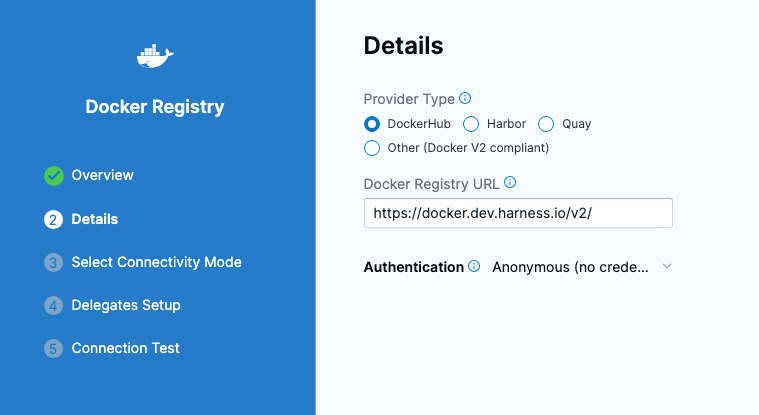 Docker Registry
Overview
2 Details
3 Select Connectivity Mode
4 Delegates Setup
5 Connection Test
Details
Provider Type
DockerHub Harbor Quay
Other (Docker V2 compliant)
Docker Registry URL
https://docker.dev.harness.io/v2/
Authentication Anonymous (no crede...